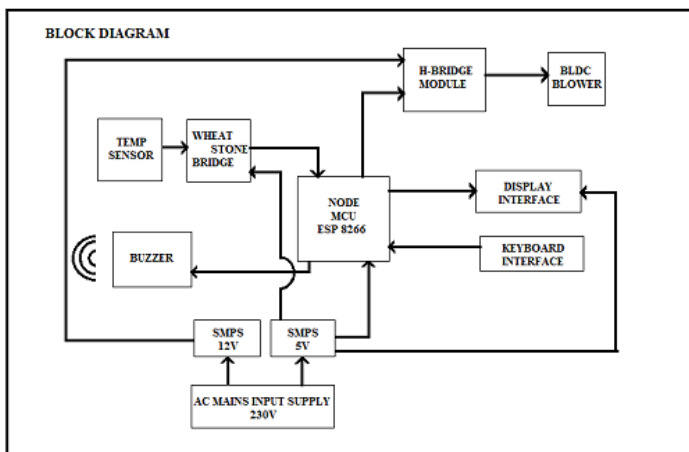 BLOCK DIAGRAM
H-BRIDGE
MODULE
BLDC
BLOWER
TEMP
SENSOR
WHEAT
STONE
BRIDGE
NODE
MCU
ESP 8266
DISPLAY
INTERFACE
BUZZER
KEYBOARD
INTERFACE
SMPS
12V
SMPS
5V
AC MAINS INPUT SUPPLY
230V